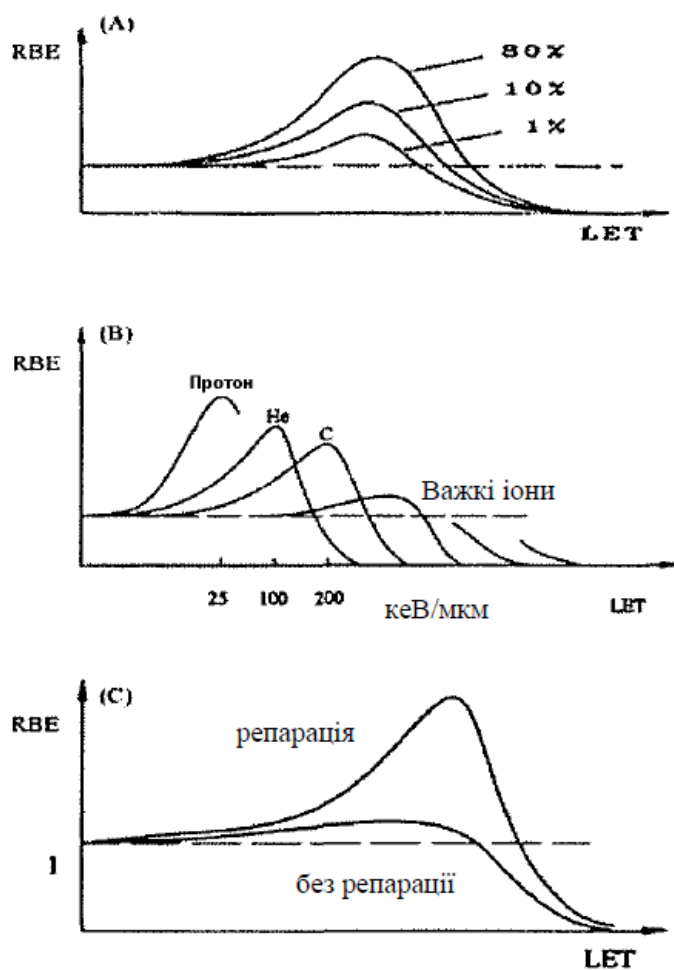 (A)
RBE
80%
10%
1%
LET
(B)
RBE
Протон
He
C
Важкі іони
25 100 200 кеВ/мкм LET
(C)
RBE
репарація
1
без репарації
LET